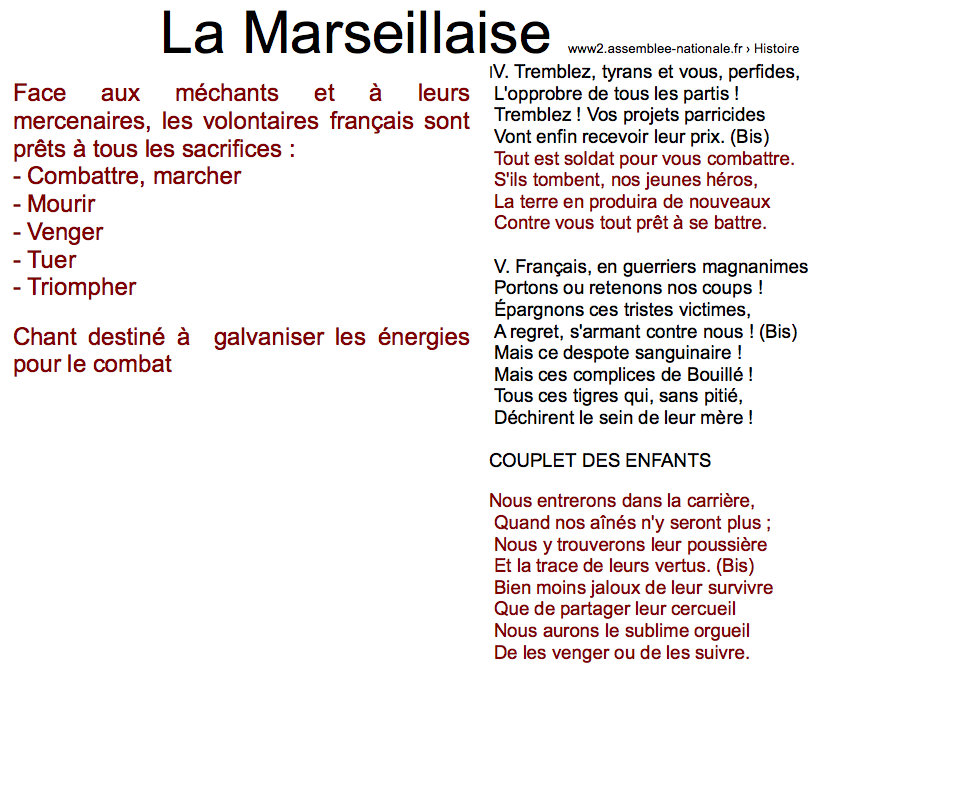 La Marseillaise www2.assemblee-nationale.fr › Histoire
Face aux méchants et à leurs
mercenaires, les volontaires français sont
prêts à tous les sacrifices :
- Combattre, marcher
- Mourir
- Venger
- Tuer
- Triompher
Chant destiné à galvaniser les énergies
pour le combat
IV. Tremblez, tyrans et vous, perfides,
L'opprobre de tous les partis !
Tremblez ! Vos projets parricides
Vont enfin recevoir leur prix. (Bis)
Tout est soldat pour vous combattre.
S'ils tombent, nos jeunes héros,
La terre en produira de nouveaux
Contre vous tout prêt à se battre.
V. Français, en guerriers magnanimes
Portons ou retenons nos coups !
Épargnons ces tristes victimes,
A regret, s'armant contre nous ! (Bis)
Mais ce despote sanguinaire !
Mais ces complices de Bouillé !
Tous ces tigres qui, sans pitié,
Déchirent le sein de leur mère !
COUPLET DES ENFANTS
Nous entrerons dans la carrière,
Quand nos aînés n'y seront plus ;
Nous y trouverons leur poussière
Et la trace de leurs vertus. (Bis)
Bien moins jaloux de leur survivre
Que de partager leur cercueil
Nous aurons le sublime orgueil
De les venger ou de les suivre.